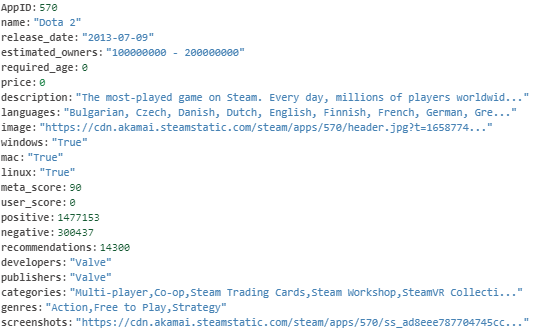 AppID: 570
name: "Dota 2"
release_date: "2013-07-09"
estimated_owners: "100000000 - 200000000"
required_age: 0
price: 0
description: "The most-played game on Steam. Every day, millions of players worldwid..."
languages: "Bulgarian, Czech, Danish, Dutch, English, Finnish, French, German, Gre..."
image: "https://cdn.akamai.steamstatic.com/steam/apps/570/header.jpg?t=1658774..."
windows: "True"
mac: "True"
linux: "True"
meta_score: 90
user_score: 0
positive: 1477153
negative: 300437
recommendations: 14300
developers: "Valve"
publishers: "Valve"
categories: "Multi-player,Co-op,Steam Trading Cards,Steam Workshop,SteamVR Collecti..."
genres: "Action,Free to Play,Strategy"
screenshots: "https://cdn.akamai.steamstatic.com/steam/apps/570/ss_ad8eee787704745cc..."